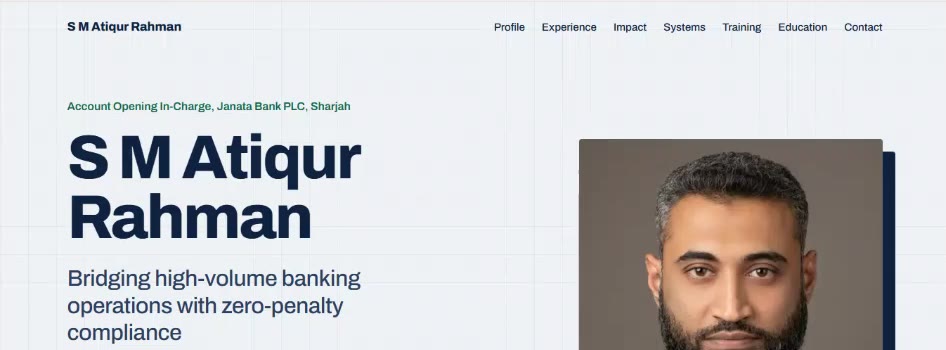 S M Atiqur Rahman
Profile Experience Impact Systems Training Education Contact
Account Opening In-Charge, Janata Bank PLC, Sharjah
S M Atiqur
Rahman
Bridging high-volume banking
operations with zero-penalty
compliance